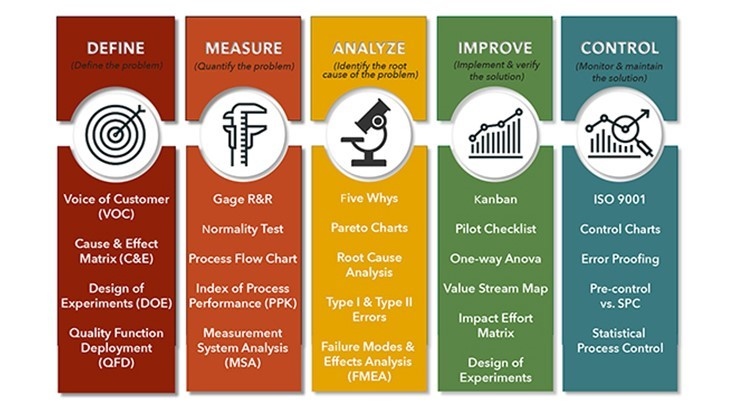 DEFINE
(Define the problem)
Voice of Customer
(VOC)
Cause & Effect
Matrix (C&E)
Design of
Experiments (DOE)
Quality Function
Deployment
(QFD)
MEASURE
(Quantify the problem)
Gage R&R
Normality Test
Process Flow Chart
Index of Process
Performance (PPK)
Measurement
System Analysis
(MSA)
ANALYZE
(Identify the root
cause of the problem)
Five Whys
Pareto Charts
Root Cause
Analysis
Type I & Type II
Errors
Failure Modes &
Effects Analysis
(FMEA)
IMPROVE
(Implement & verify
the solution)
Kanban
Pilot Checklist
One-way Anova
Value Stream Map
Impact Effort
Matrix
Design of
Experiments
CONTROL
(Monitor & maintain
the solution)
ISO 9001
Control Charts
Error Proofing
Pre-control
vs. SPC
Statistical
Process Control